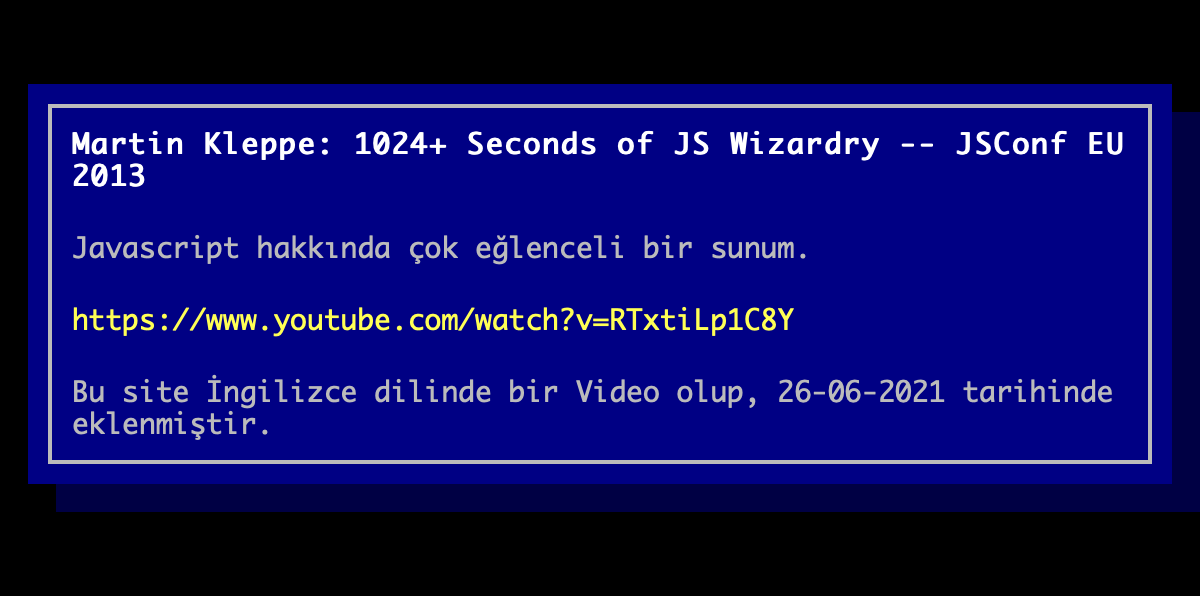 Martin Kleppe: 1024+ Seconds of JS Wizardry -- JSConf EU
2013
Javascript hakkında çok eğlenceli bir sunum.
https://www.youtube.com/watch?v=RTxtiLp1C8Y
Bu site İngilizce dilinde bir Video olup, 26-06-2021 tarihinde
eklenmiştir.